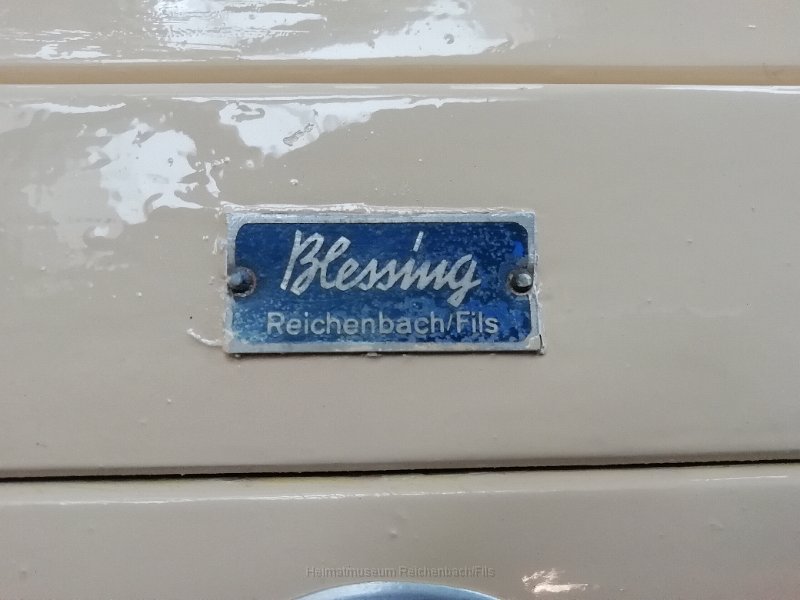 Blessing
Reichenbach/Fils
Heimatmuseum Reichenbach/Fils